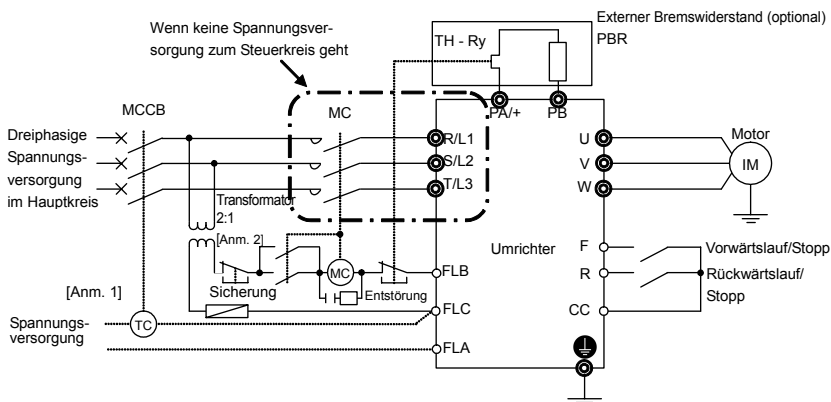 Wenn keine Spannungsver-
sorgung zum Steuerkreis geht
Externer Bremswiderstand (optional)
PBR
TH - Ry
MCCB
MC
PA/+
PB
Dreiphasige
Spannungs-
versorgung
im Hauptkreis
R/L1
S/L2
T/L3
U
V
W
Motor
IM
Transformator
2:1
[Anm. 2]
MC
Sicherung
Entstörung
FLB
Umrichter
F
R
CC
Vorwärtslauf/Stopp
Rückwärtslauf/
Stopp
[Anm. 1]
Spannungs-
versorgung
TC
FLC
FLA